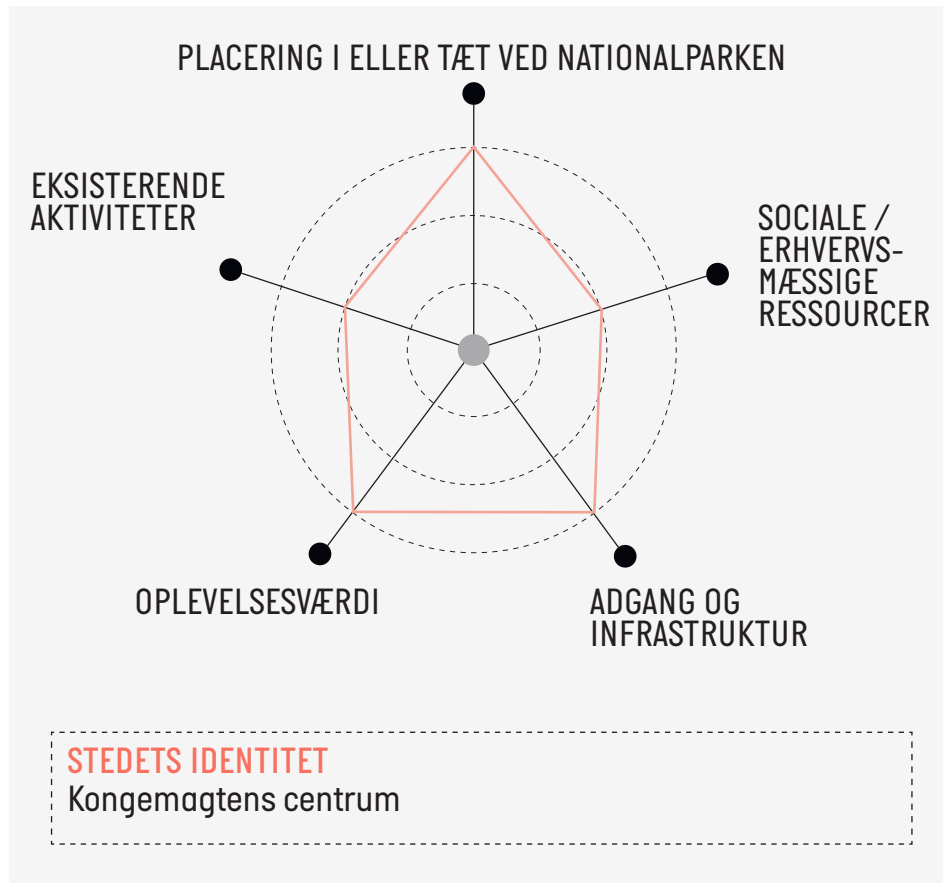 PLACERING I ELLER TÆT VED NATIONALPARKEN
EKSISTERENDE
AKTIVITETER
SOCIALE /
ERHVERVS-
MÆSSIGE
RESSOURCER
OPLEVELSESVÆRDI
ADGANG OG
INFRASTRUKTUR
STEDETS IDENTITET
Kongemagtens centrum